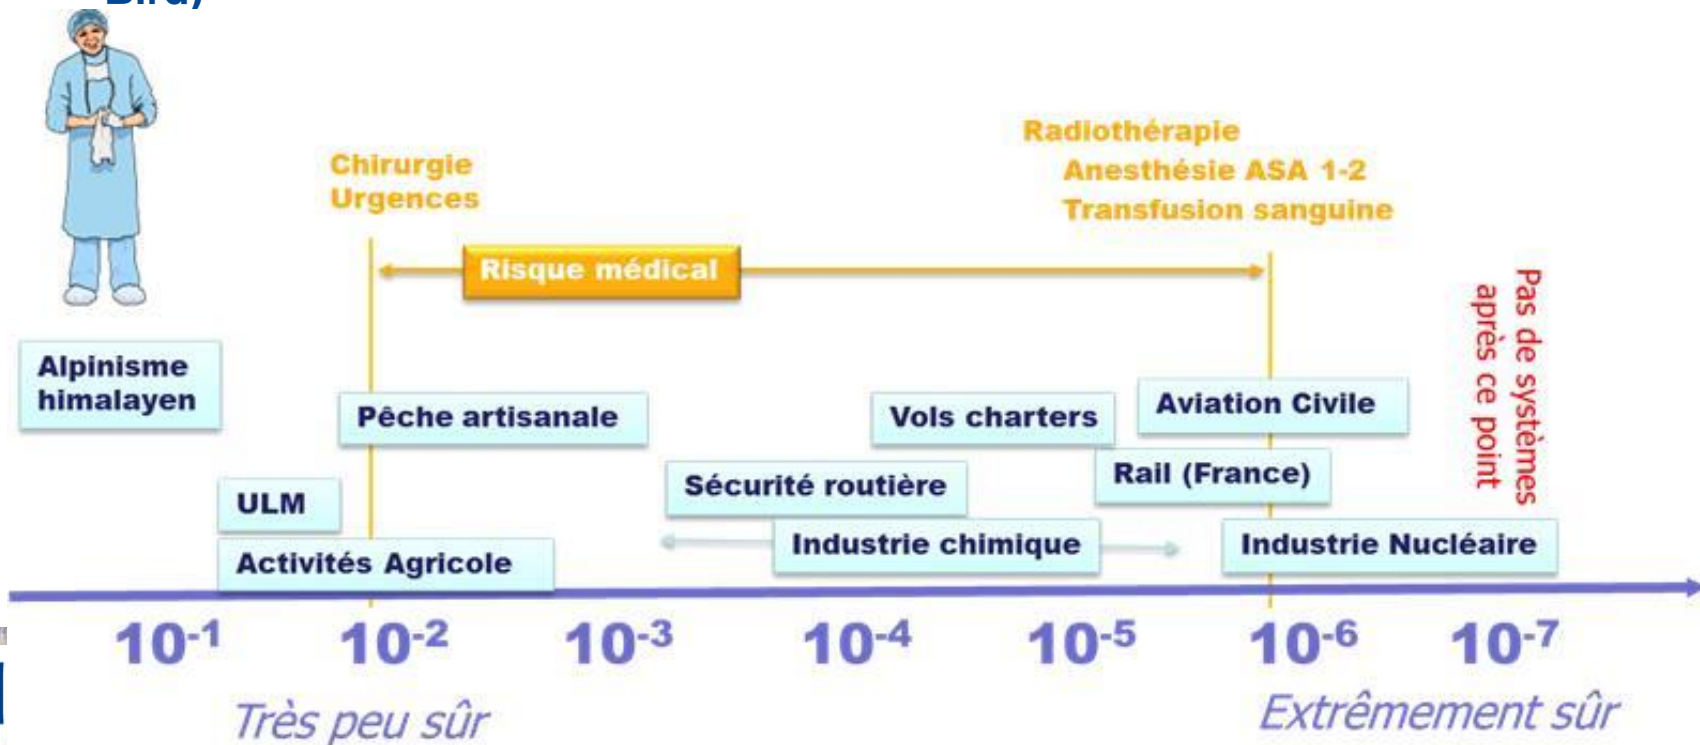 Chirurgie
Urgences
Radiothérapie
Anesthésie ASA 1-2
Transfusion sanguine
Risque médical
Pas de systèmes
après ce point
Alpinisme
himalayen
Pêche artisanale
Vols charters
Aviation Civile
ULM
Sécurité routière
Rail (France)
Activités Agricole
Industrie chimique
Industrie Nucléaire
10-1 10-2 10-3 10-4 10-5 10-6 10-7
Très peu sûr
Extrêmement sûr